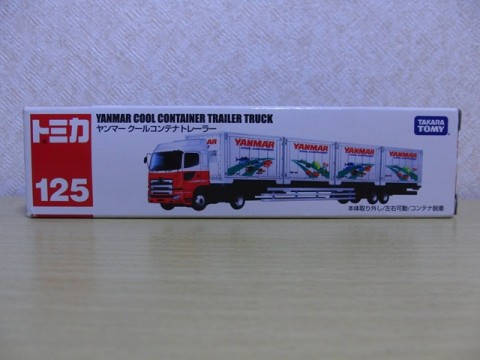 トミカ
125
YANMAR COOL CONTAINER TRAILER TRUCK
ヤンマー クールコンテナ トレーラー
TAKARA
TOMY
YANMAR
YANMAR
YANMAR
YANMAR
本体取り外し/左右可動/コンテナ脱着